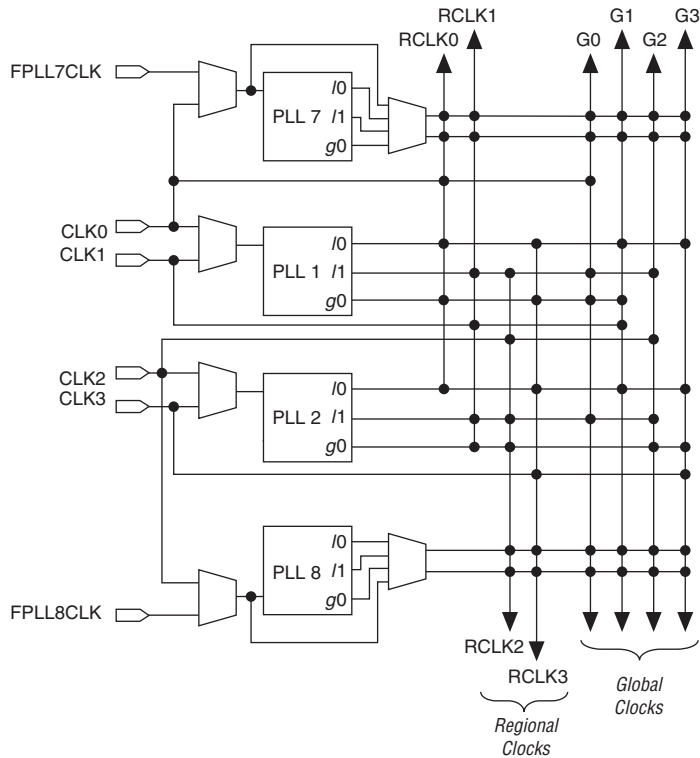 G3
RCLK1
G1
RCLK0
G0
G2
FPLL7CLK
PLL 7
l0
l1
g0
CLK0
CLK1
PLL 1
l0
l1
g0
CLK2
CLK3
PLL 2
l0
l1
g0
PLL 8
l0
l1
g0
FPLL8CLK
RCLK2
RCLK3
Regional
Clocks
Global
Clocks